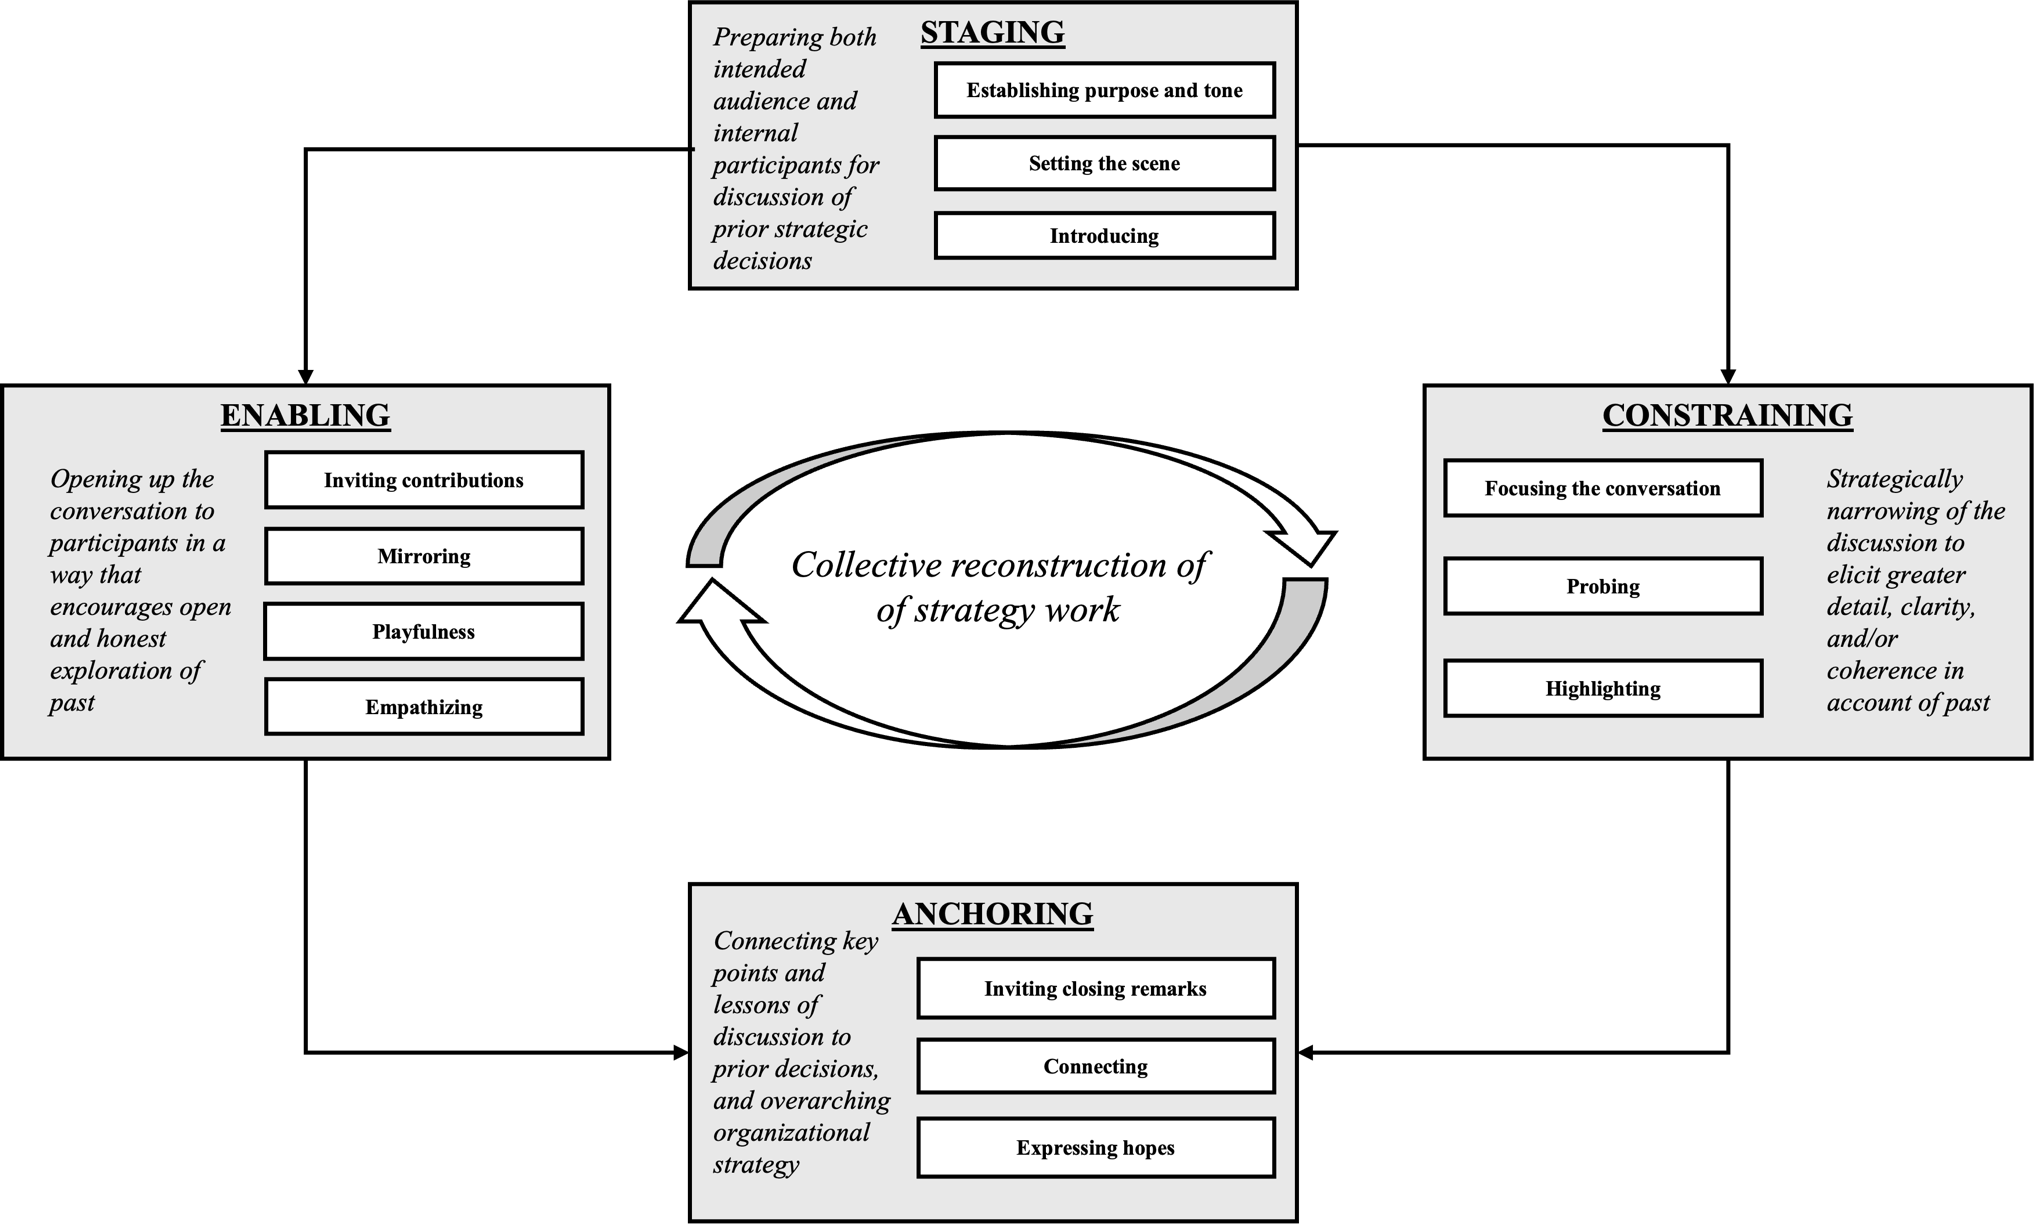 STAGING
Preparing both
intended
audience and
internal
participants for
discussion of
prior strategic
decisions
Establishing purpose and tone
Setting the scene
Introducing
ENABLING
Opening up the
conversation to
participants in a
way that
encourages open
and honest
exploration of
past
Inviting contributions
Mirroring
Playfulness
Empathizing
Collective reconstruction of
of strategy work
CONSTRAINING
Focusing the conversation
Probing
Highlighting
Strategically
narrowing of the
discussion to
elicit greater
detail, clarity,
and/or
coherence in
account of past
ANCHORING
Connecting key
points and
lessons of
discussion to
prior decisions,
and overarching
organizational
strategy
Inviting closing remarks
Connecting
Expressing hopes